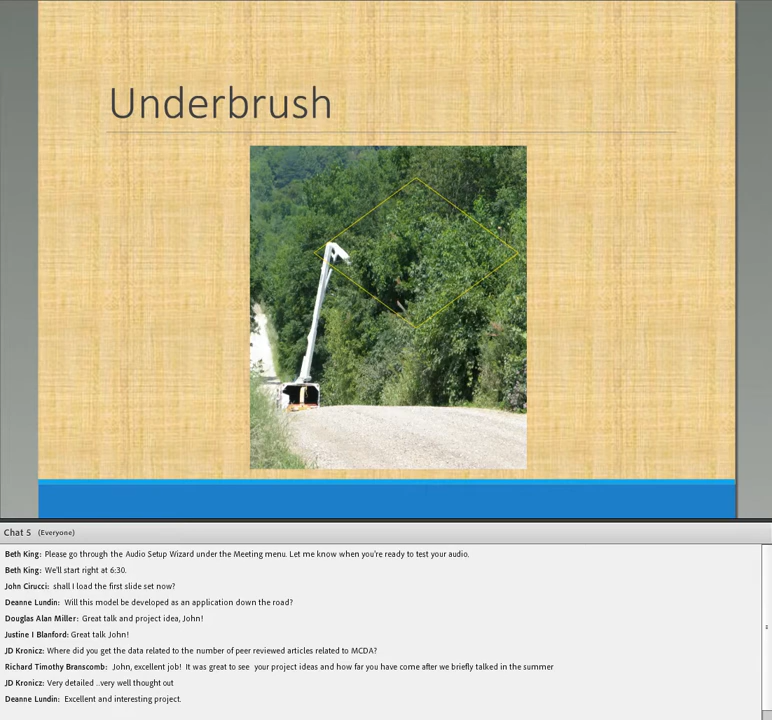 Underbrush
Chat 5 (Everyone)
Beth King: Please go through the Audio Setup Wizard under the Meeting menu. Let me know when you're ready to test your audio.
Beth King: We'll start right at 6:30.
John Cirucci: shall I load the first slide set now?
Deanne Lundin: Will this model be developed as an application down the road?
Douglas Alan Miller: Great talk and project idea, John!
Justine I Blanford: Great talk John!
JD Kronicz: Where did you get the data related to the number of peer reviewed articles related to MCDA?
Richard Timothy Branscomb: John, excellent job! It was great to see your project ideas and how far you have come after we briefly talked in the summer
JD Kronicz: Very detailed ..very well thought out
Deanne Lundin: Excellent and interesting project.